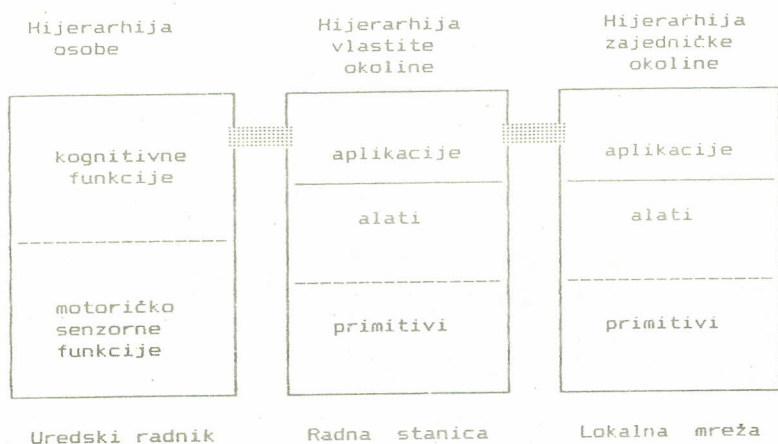 Hijerarhija
osobe
Hijerarhija
vlastite
okoline
Hijerarhija
zajedničke
okoline
kognitivne
funkcije
motoričko
senzorne
funkcije
aplikacije
alati
primitivi
aplikacije
alati
primitivi
Uredski radnik
Radna stanica
Lokalna mreža